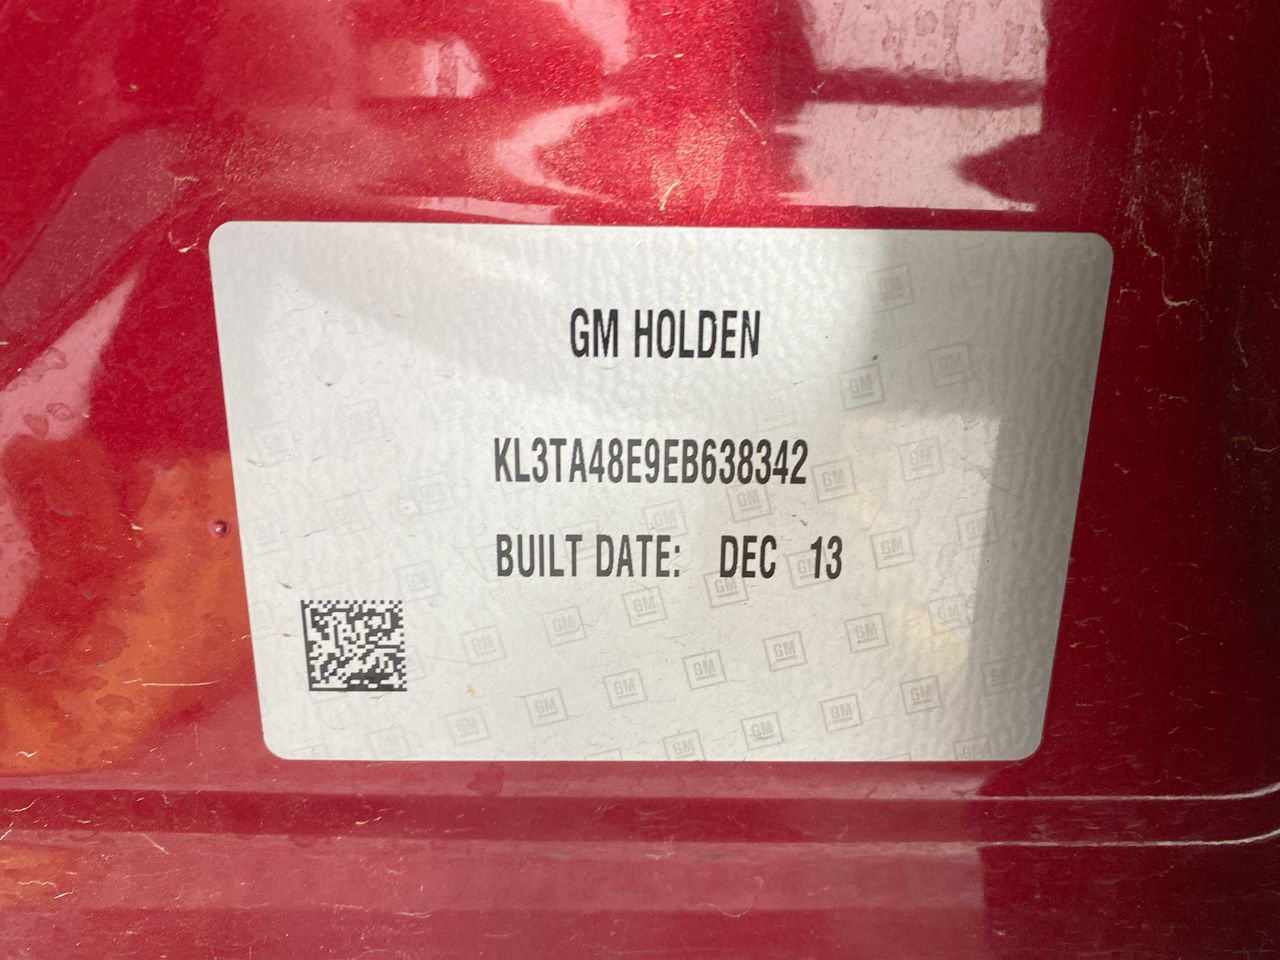 GM HOLDEN
KL3TA48E9EB638342
BUILT DATE: DEC 13